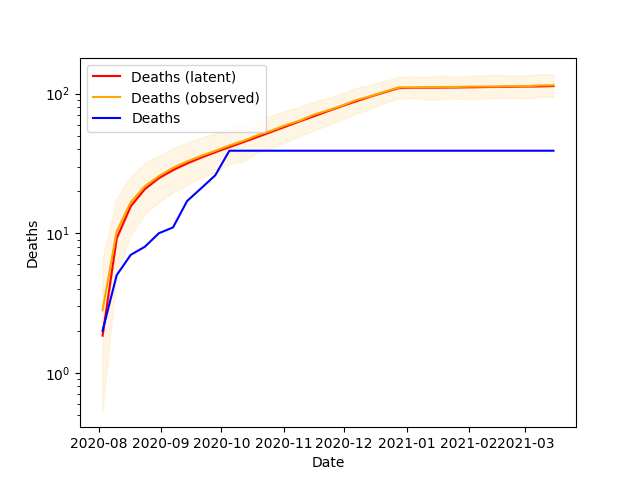 Deaths (latent)
Deaths (observed)
Deaths
10²
10¹
10⁰
Deaths
2020-08 2020-09 2020-10 2020-11 2020-12 2021-01 2021-02 2021-03
Date